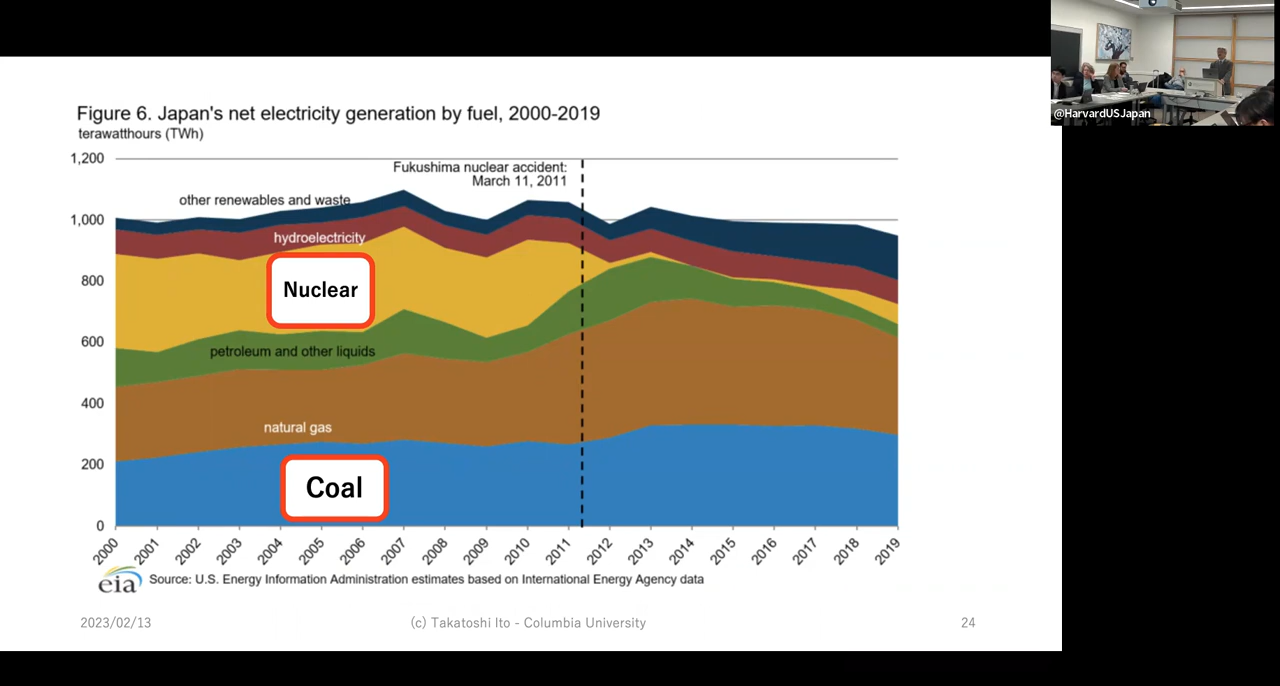 Figure 6. Japan's net electricity generation by fuel, 2000-2019
terawatthours (TWh)
@HarvardUSJapan
1,200
1,000
800
600
400
200
0
Fukushima nuclear accident:
March 11, 2011
other renewables and waste
hydroelectricity
Nuclear
petroleum and other liquids
natural gas
Coal
2000
2001
2002
2003
2004
2005
2006
2007
2008
2009
2010
2011
2012
2013
2014
2015
2016
2017
2018
2019
eia
Source: U.S. Energy Information Administration estimates based on International Energy Agency data
2023/02/13
(c) Takatoshi Ito - Columbia University
24